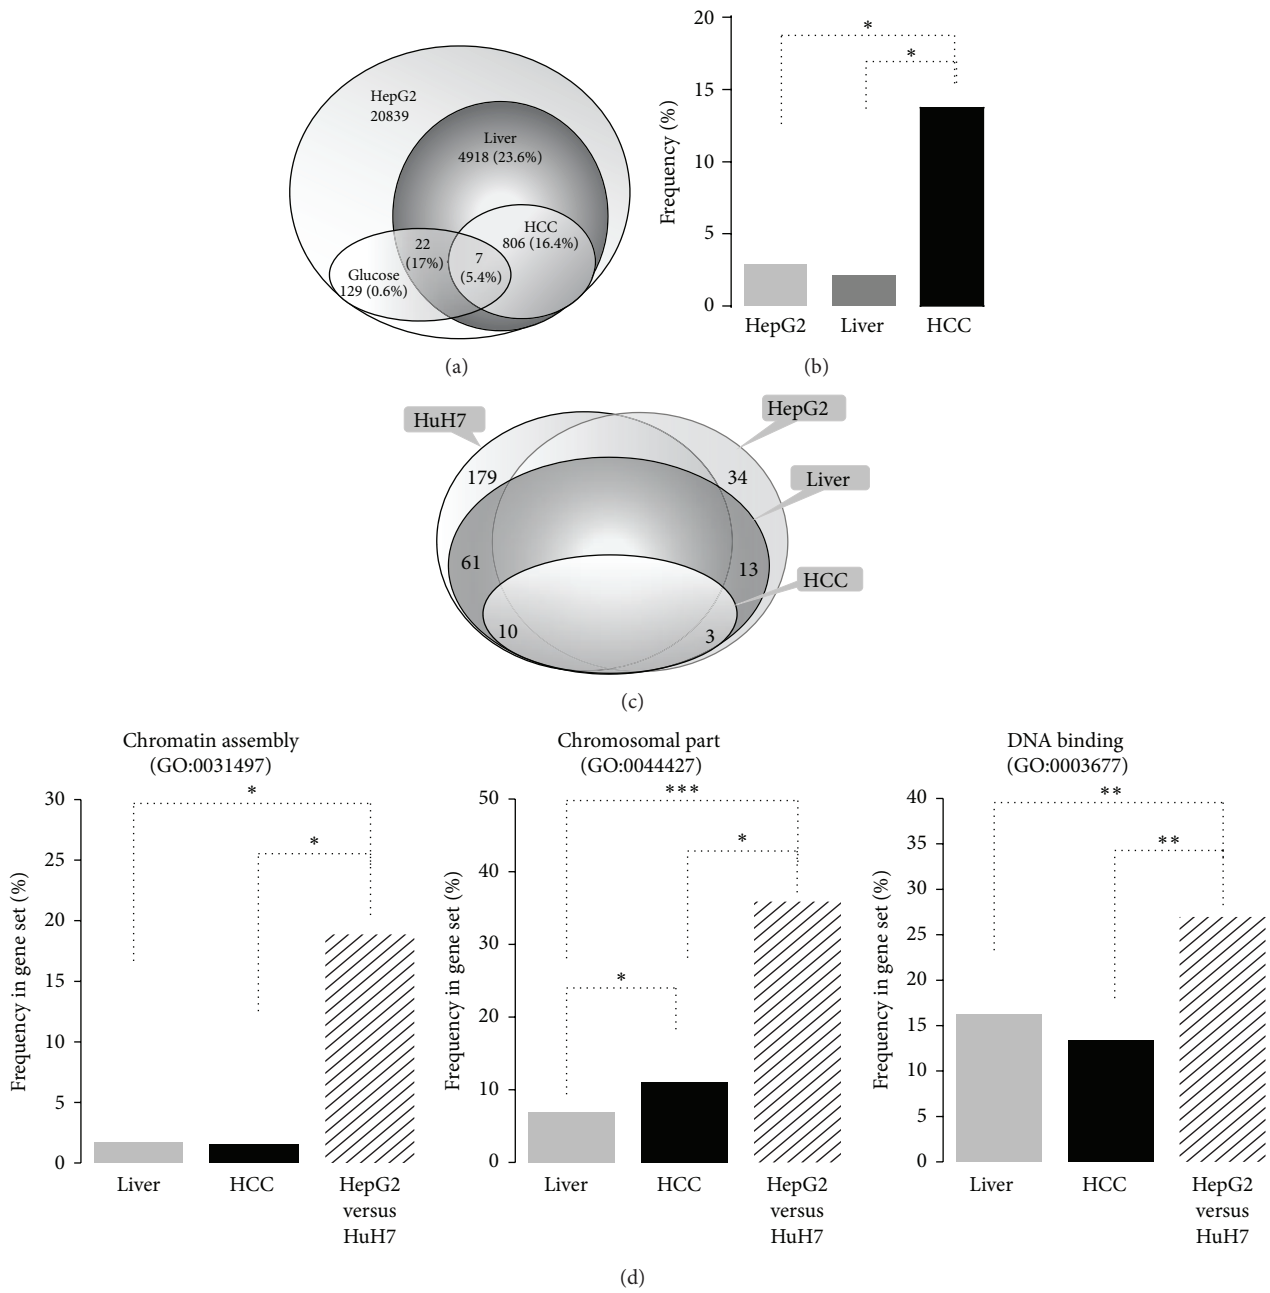 HepG2
20839
Liver
4918 (23.6%)
HCC
806 (16.4%)
22
(17%)
7
(5.4%)
Glucose
129 (0.6%)
(a)
Frequency (%)
20
15
10
5
0
*
*
HepG2 Liver HCC
(b)
HuH7
HepG2
Liver
HCC
179
34
61
13
10
3
(c)
Chromatin assembly
(GO:0031497)
Frequency in gene set (%)
30
25
20
15
10
5
0
*
*
Liver HCC HepG2
versus
HuH7
Chromosomal part
(GO:0044427)
Frequency in gene set (%)
50
40
30
20
10
0
***
*
*
Liver HCC HepG2
versus
HuH7
DNA binding
(GO:0003677)
Frequency in gene set (%)
40
35
30
25
20
15
10
5
0
**
**
Liver HCC HepG2
versus
HuH7
(d)